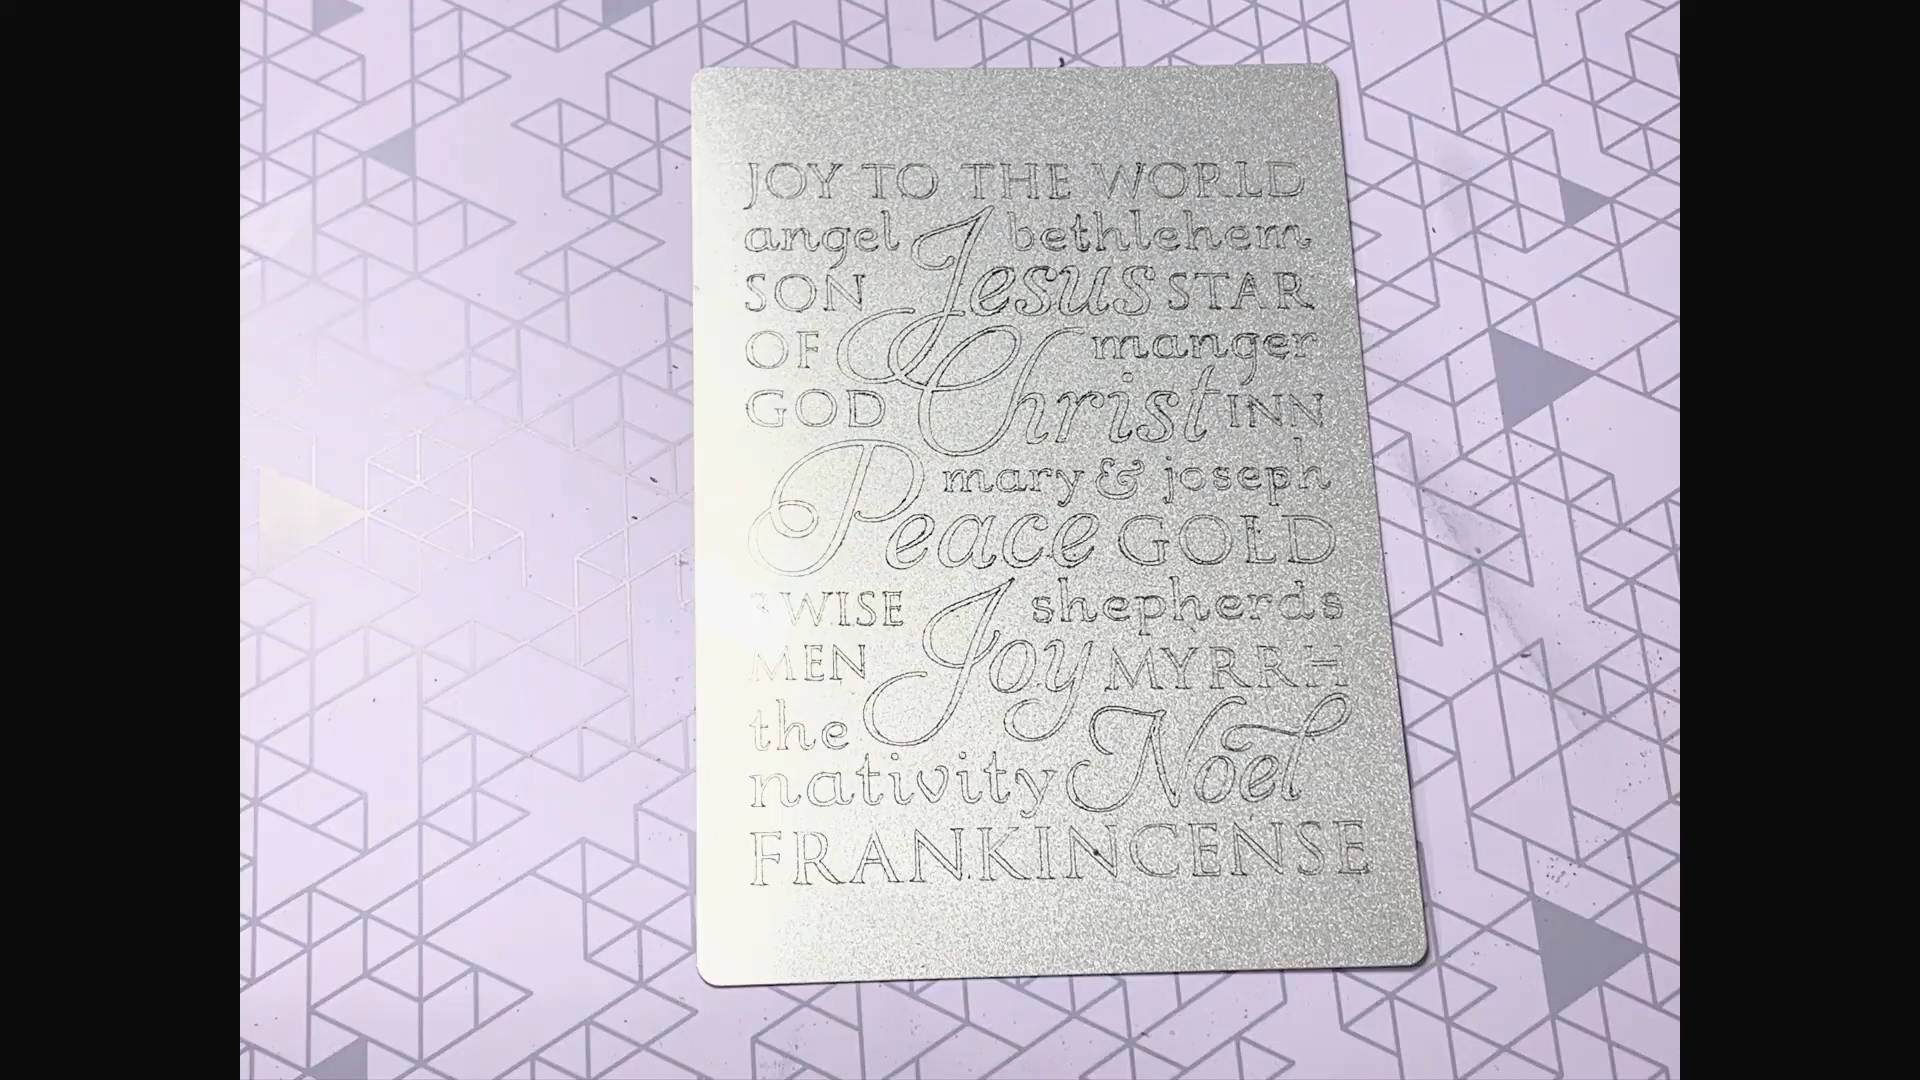 JOY TO THE WORLD
angel Jesus bethlehem
SON STAR
OF Christ manger
GOD INN
Peace mary & joseph
GOLD
3 WISE Joy shepherds
MEN MYRRH
the Noel
nativity
FRANKINCENSE